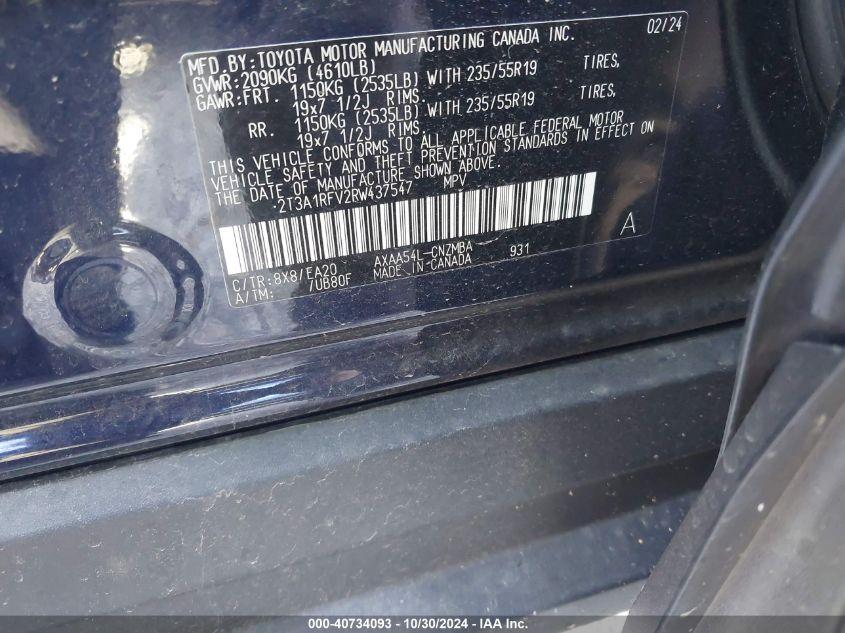 MFD. BY: TOYOTA MOTOR MANUFACTURING CANADA INC. 02/24
GVWR: 2090KG (4610LB)
GAWR: FRT. 1150KG (2535LB) WITH 235/55R19 TIRES,
19x7 1/2J RIMS.
RR. 1150KG (2535LB) WITH 235/55R19 TIRES,
19x7 1/2J RIMS.
THIS VEHICLE CONFORMS TO ALL APPLICABLE FEDERAL MOTOR
VEHICLE SAFETY AND THEFT PREVENTION STANDARDS IN EFFECT ON
THE DATE OF MANUFACTURE SHOWN ABOVE.
2T3A1RFV2RW437547 MPV
A
C/TR: 8X8/EA20 AXAA54L-CNZMBA 931
A/TM: /UB80F MADE IN CANADA
000-40734093 - 10/30/2024 - IAA Inc.